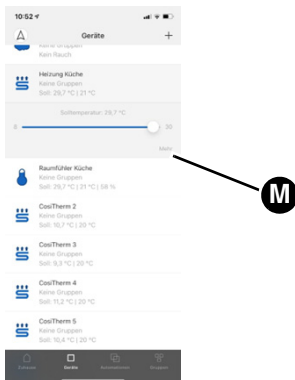 10:52
Geräte
Keine Gruppen
Kein Rauch
Heizung Küche
Keine Gruppen
Soll: 29,7 °C | 21 °C
Solltemperatur: 29,7 °C
30
Mehr
M
Raumfühler Küche
Keine Gruppen
Soll: 29,7 °C | 21 °C | 58 %
CosiTherm 2
Keine Gruppen
Soll: 10,7 °C | 20 °C
CosiTherm 3
Keine Gruppen
Soll: 9,3 °C | 20 °C
CosiTherm 4
Keine Gruppen
Soll: 11,2 °C | 20 °C
CosiTherm 5
Keine Gruppen
Soll: 10,4 °C | 20 °C
Zuhause Geräte Automationen Gruppen